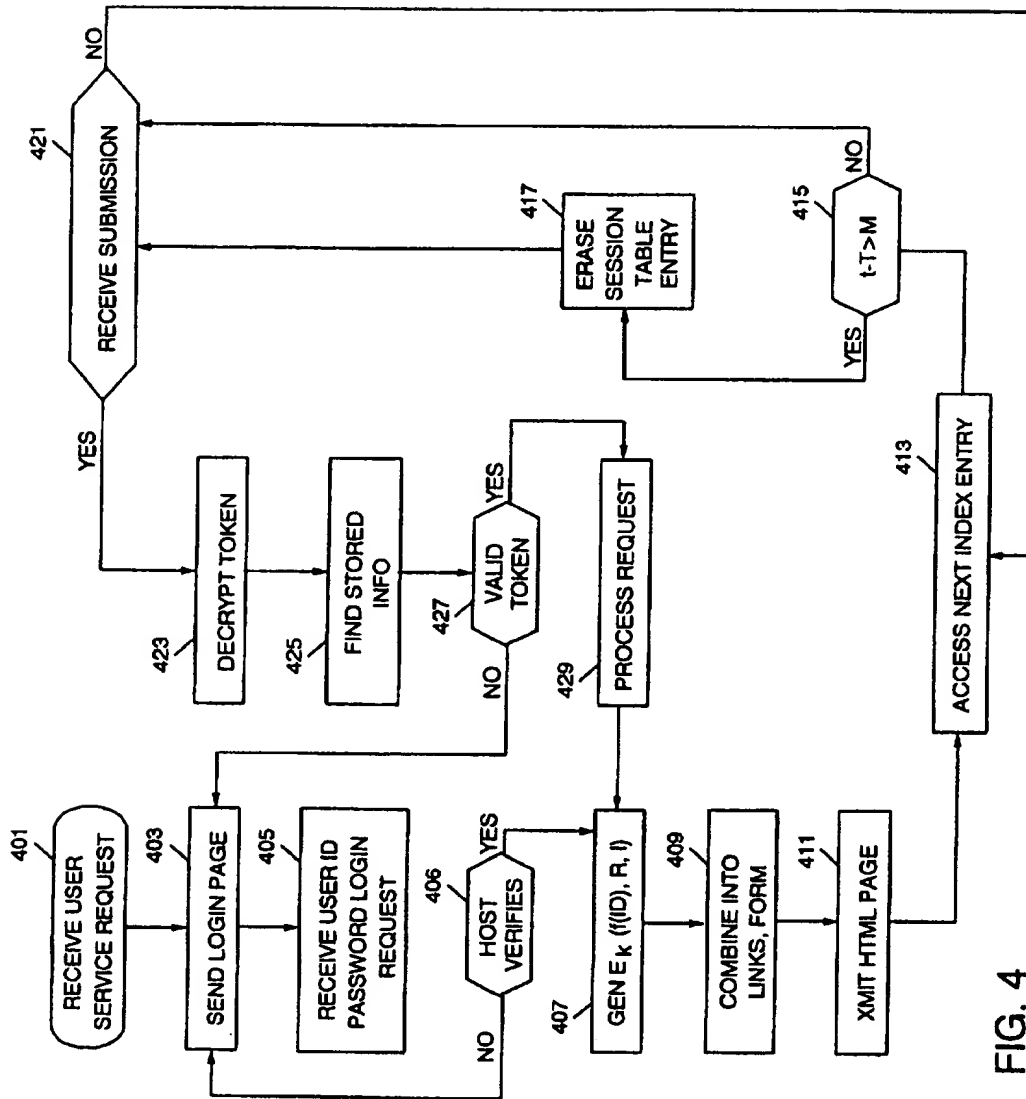 401
RECEIVE USER
SERVICE REQUEST
403
SEND LOGIN PAGE
405
RECEIVE USER ID
PASSWORD LOGIN
REQUEST
406
HOST
VERIFIES
YES
NO
407
GEN E k (f(ID), R, I)
409
COMBINE INTO
LINKS, FORM
411
XMIT HTML PAGE
413
ACCESS NEXT INDEX ENTRY
415
t-T>M
YES
NO
417
ERASE
SESSION
TABLE
ENTRY
421
RECEIVE SUBMISSION
YES
NO
423
DECRYPT TOKEN
425
FIND STORED
INFO
427
VALID
TOKEN
YES
NO
429
PROCESS REQUEST
FIG. 4